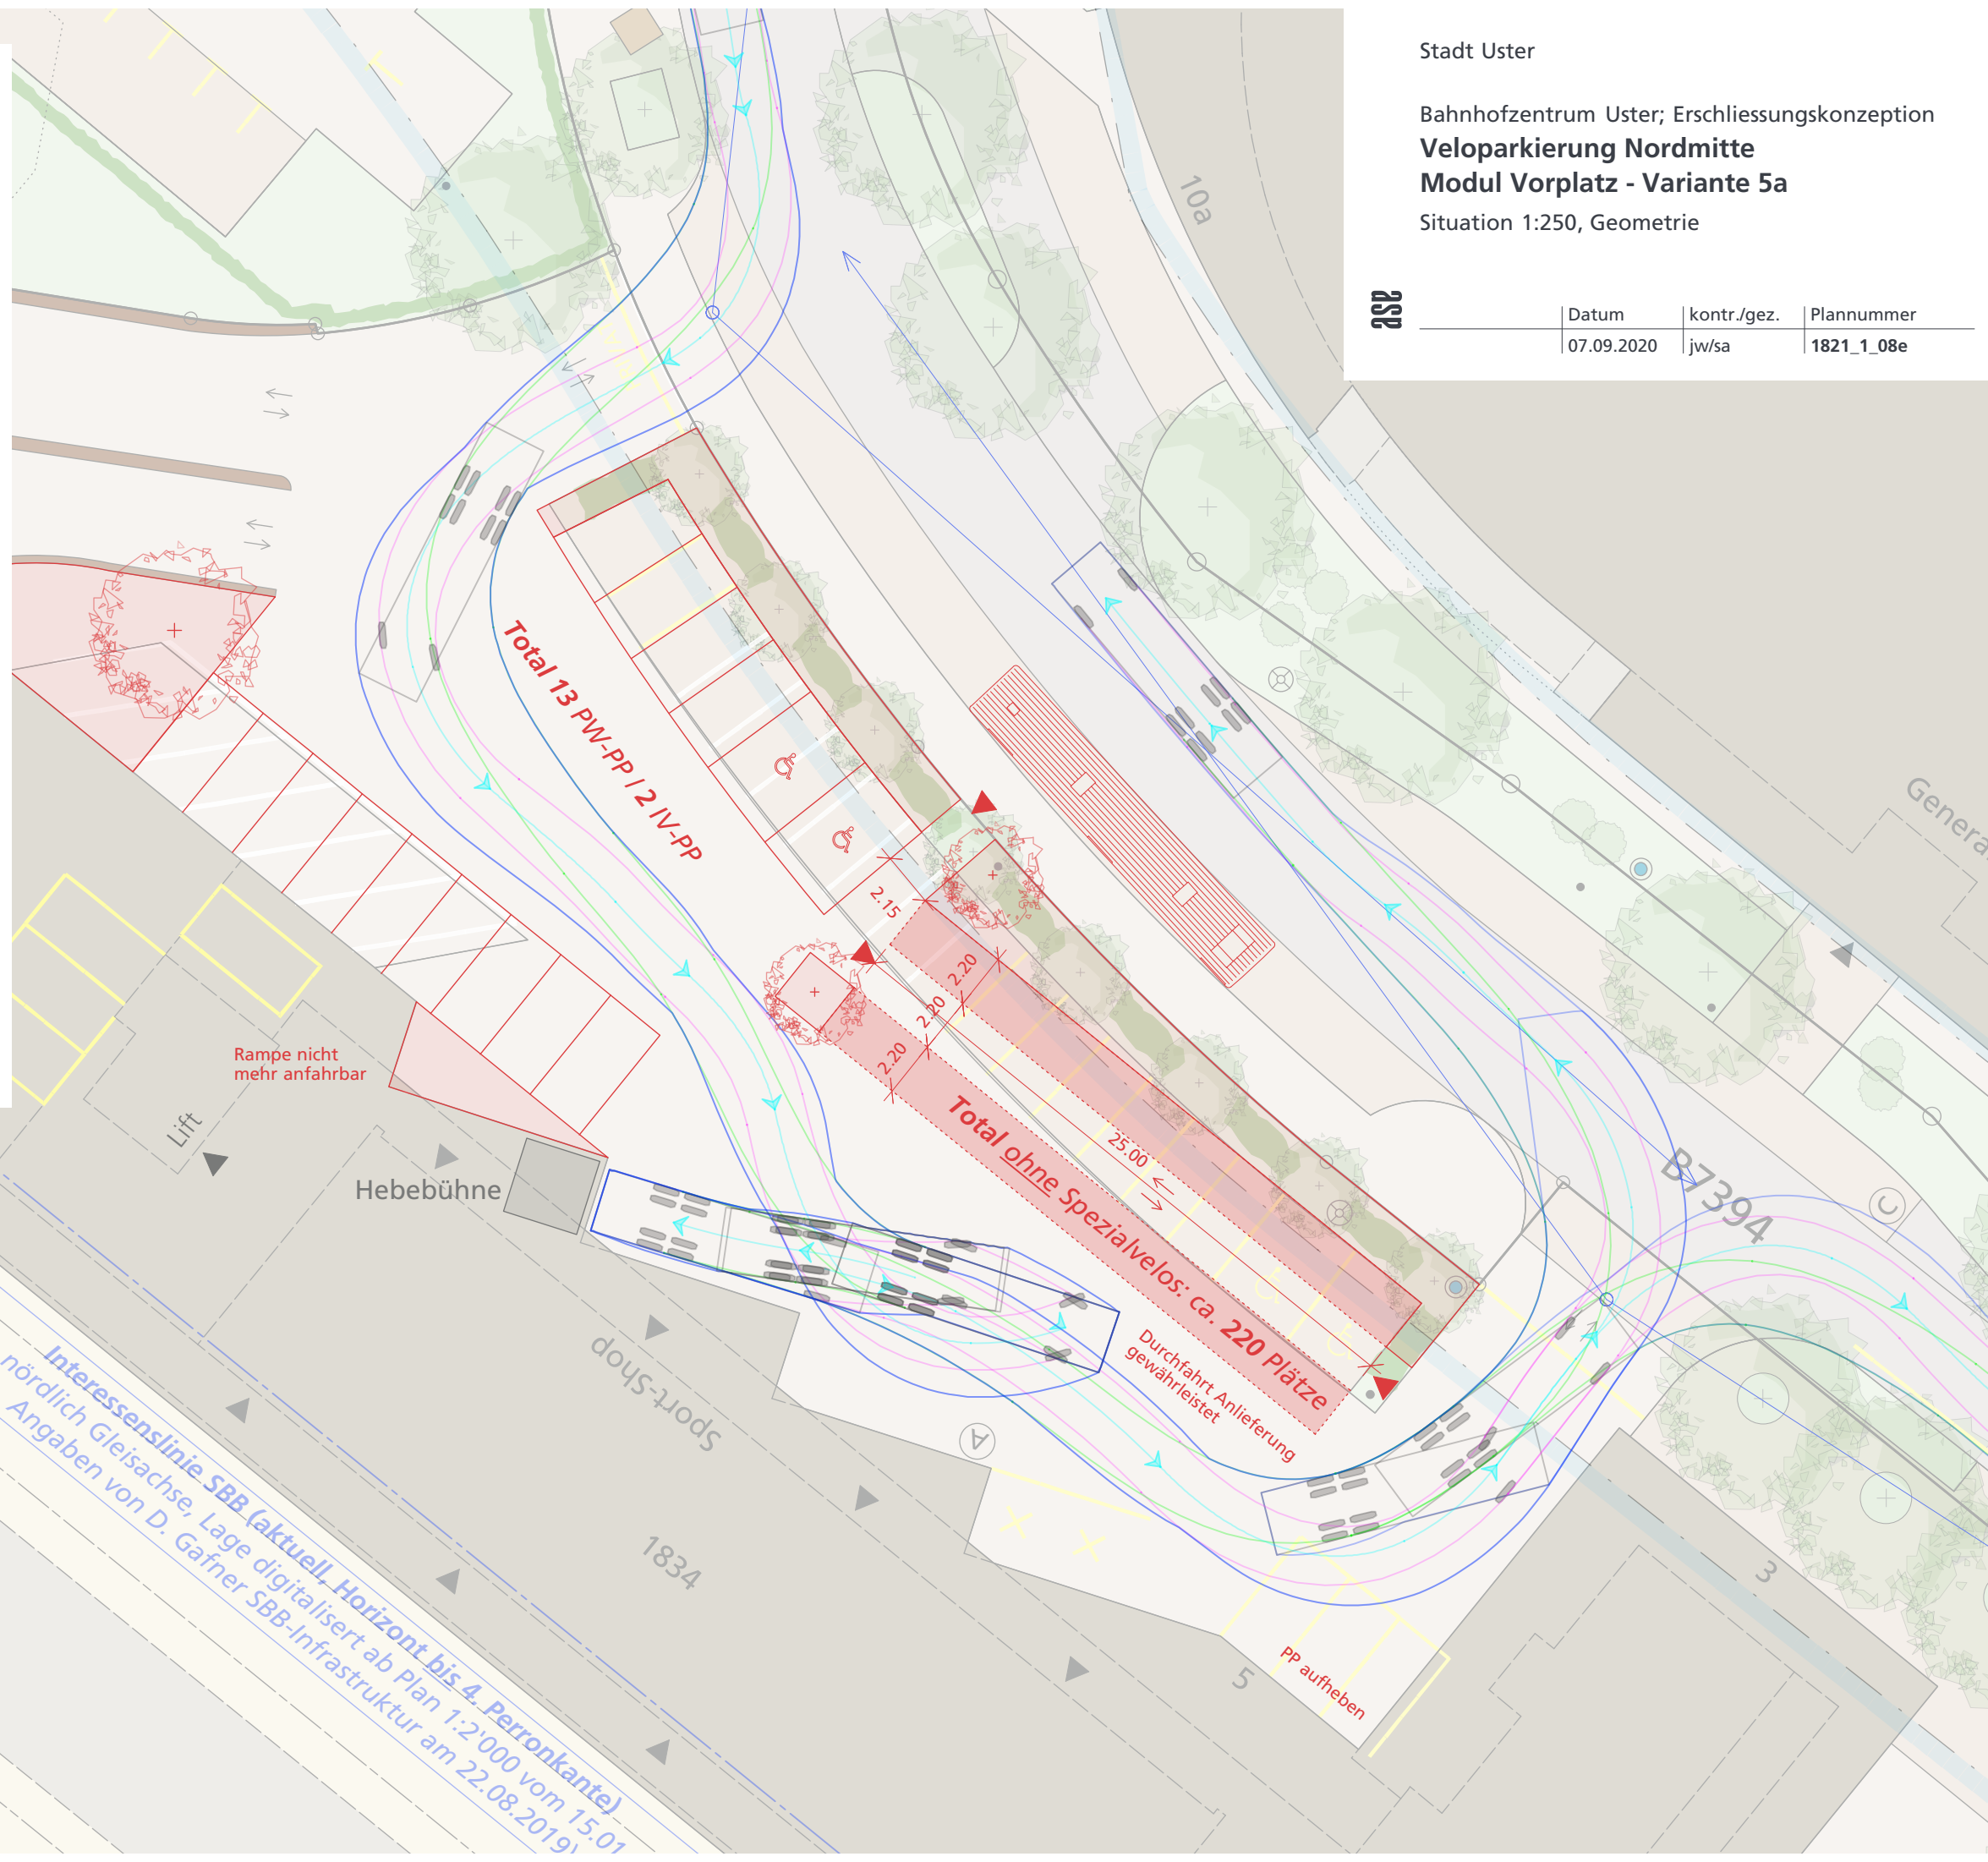 Stadt Uster
Bahnhofzentrum Uster; Erschliessungskonzeption
Veloparkierung Nordmitte
Modul Vorplatz - Variante 5a
Situation 1:250, Geometrie
asa
Datum
kontr./gez.
Plannummer
07.09.2020
jw/sa
1821_1_08e
10a
Total 13 PW-PP / 2 IV-PP
2.15
2.20
2.20
2.20
25.00
Total ohne Spezialvelos: ca. 220 Plätze
Durchfahrt Anlieferung
gewährleistet
Rampe nicht
mehr anfahrbar
Lift
Hebebühne
Sport-Shop
A
1834
B7394
C
Genera
3
5
PP aufheben
Interessenslinie SBB (aktuell, Horizont bis 4. Perronkante)
nördlich Gleisachse, Lage digitalisert ab Plan 1:2'000 vom 15.01
Angaben von D. Gafner SBB-Infrastruktur am 22.08.2019)